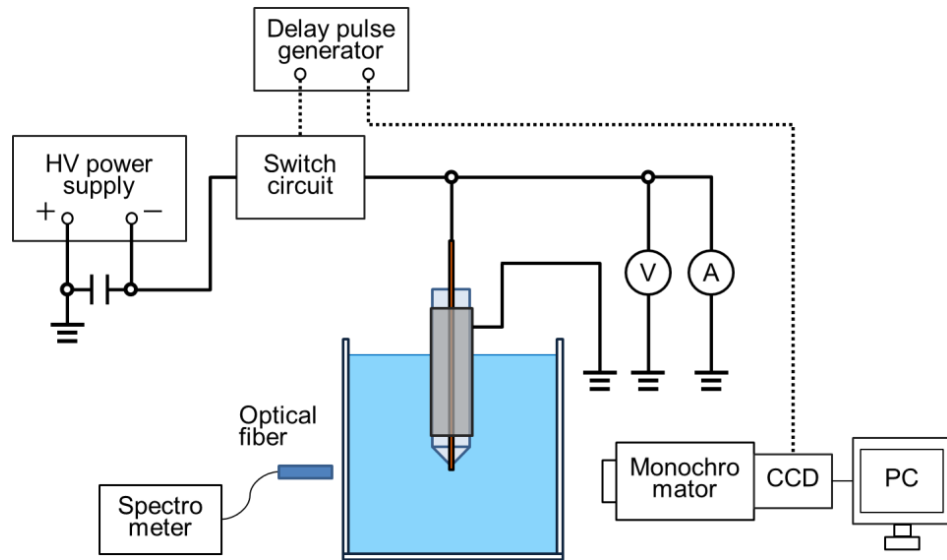 Delay pulse
generator
HV power
supply
+ −
Switch
circuit
V
A
Optical
fiber
Spectro
meter
Monochro
mator
CCD
PC